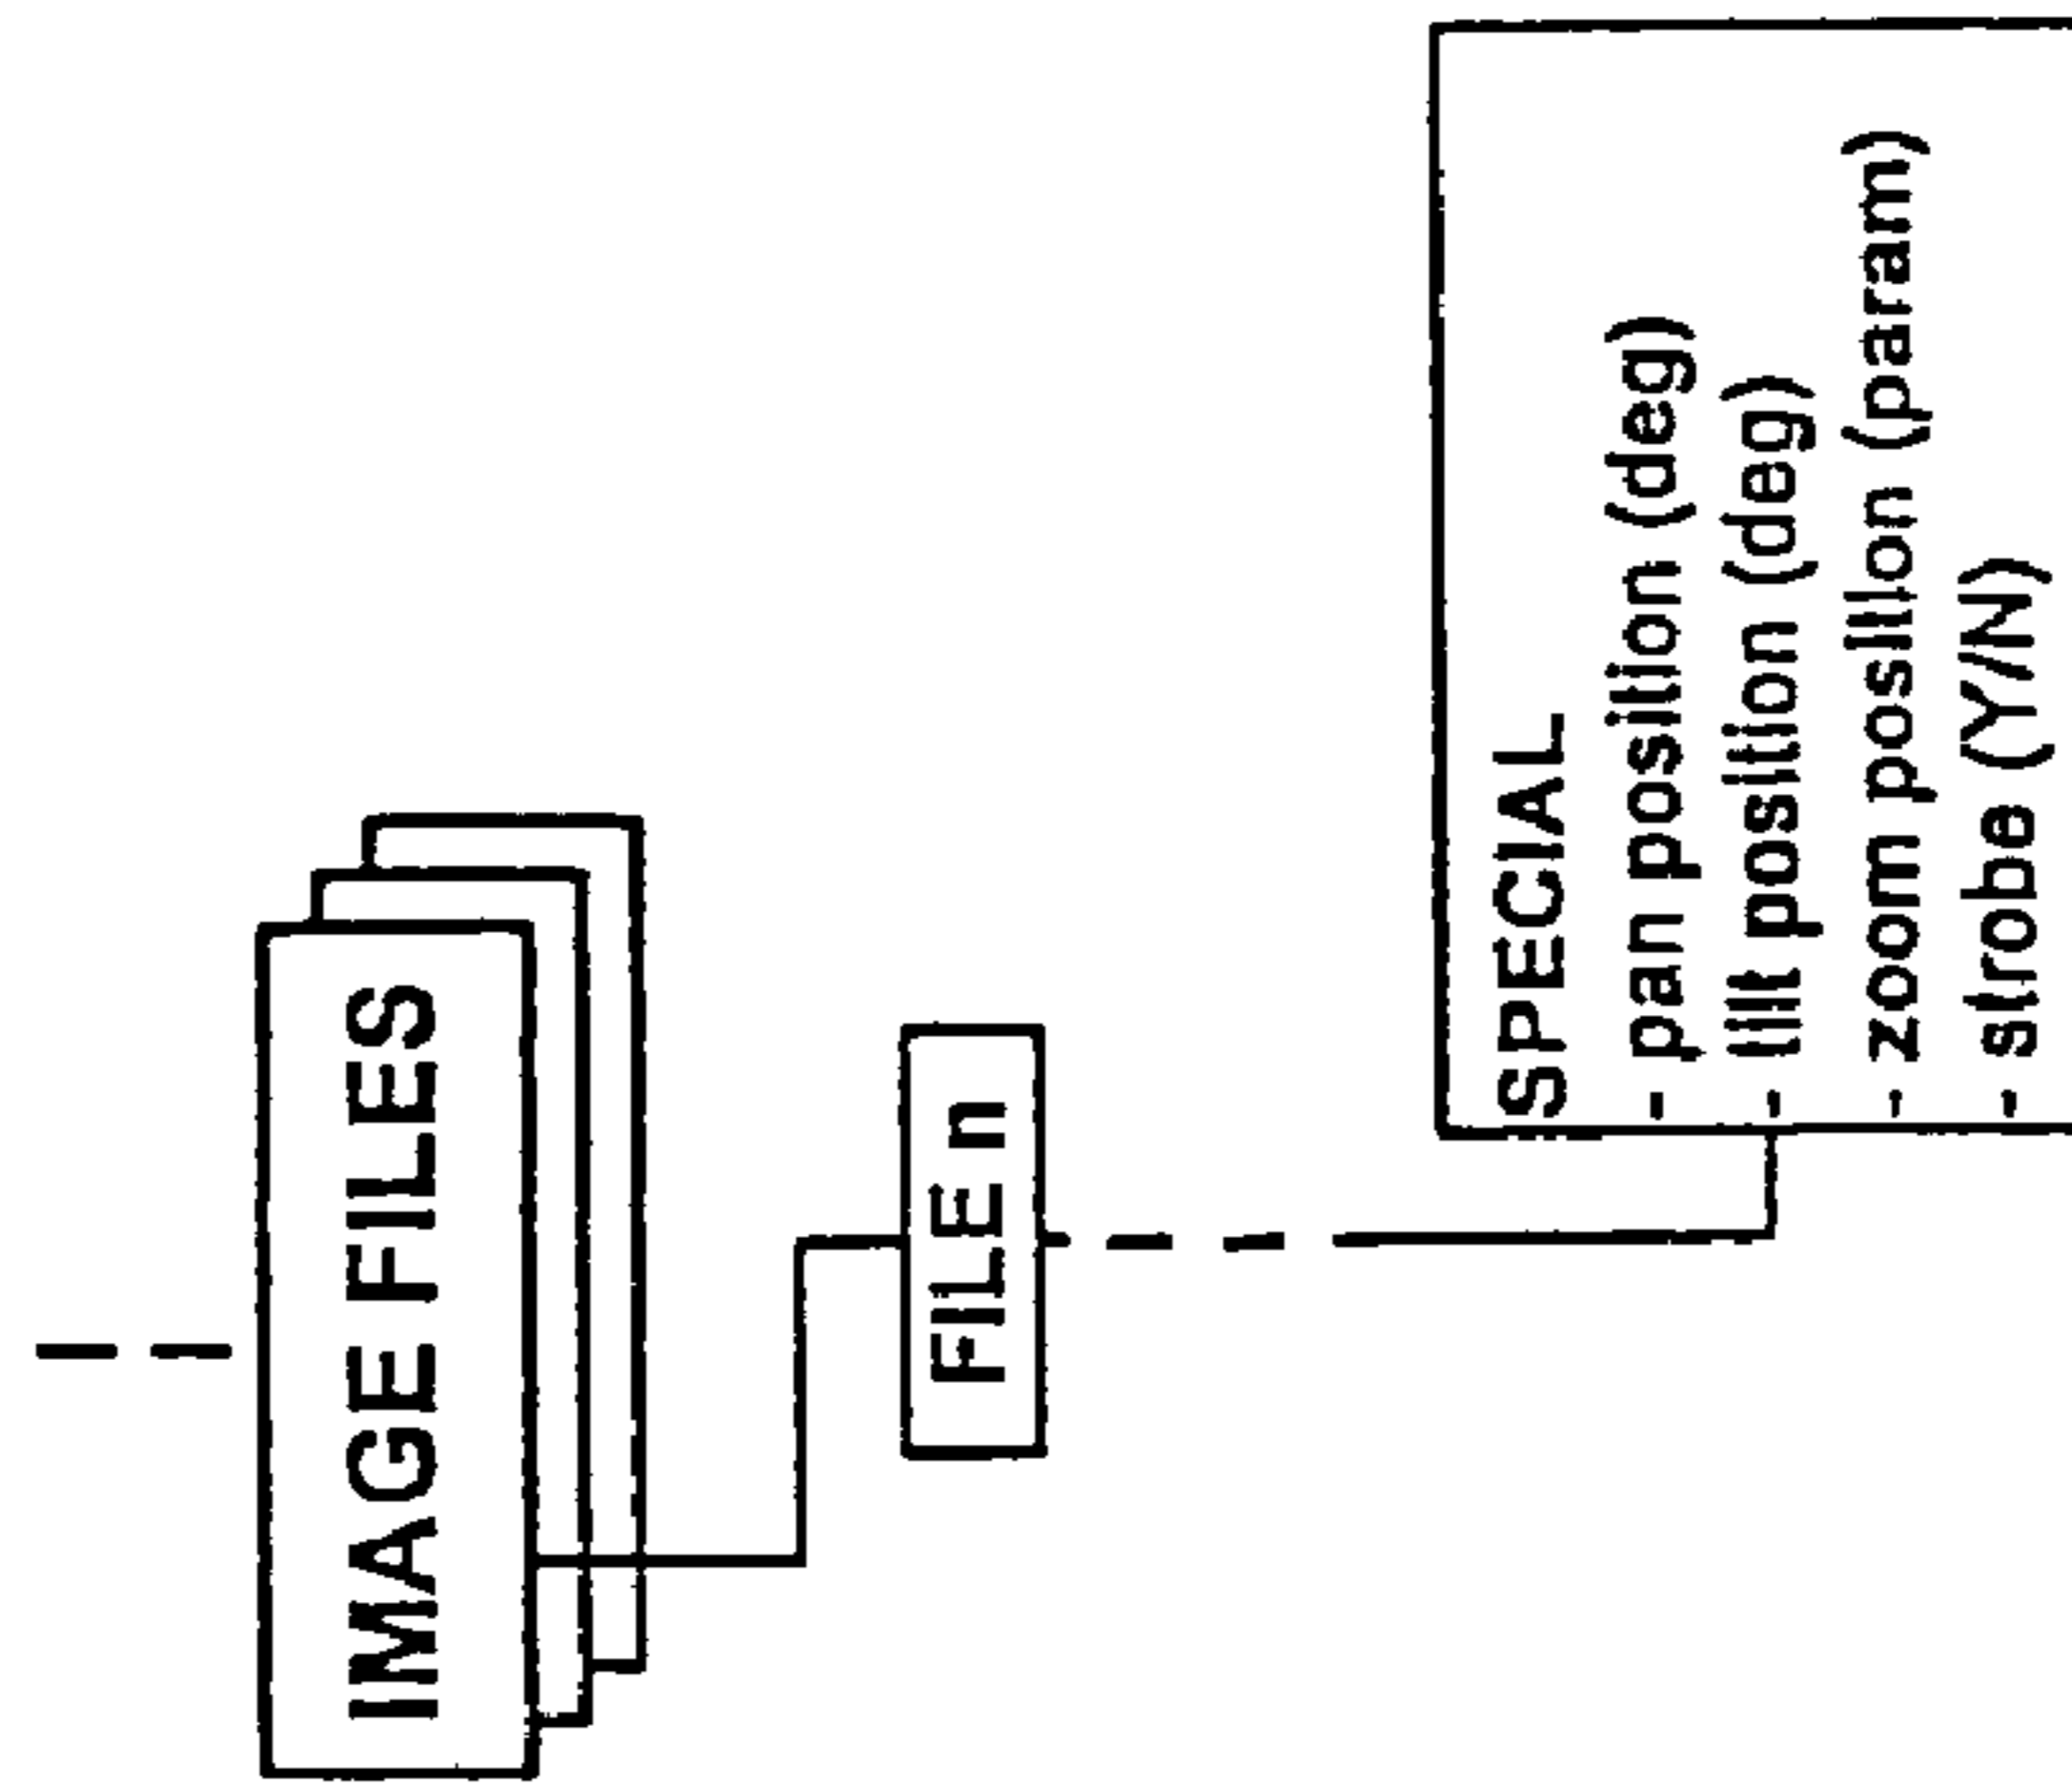 IMAGE FILES
FILE n
SPECIAL
- pan position (deg)
- tilt position (deg)
- zoom position (param)
- strobe (Y/N)